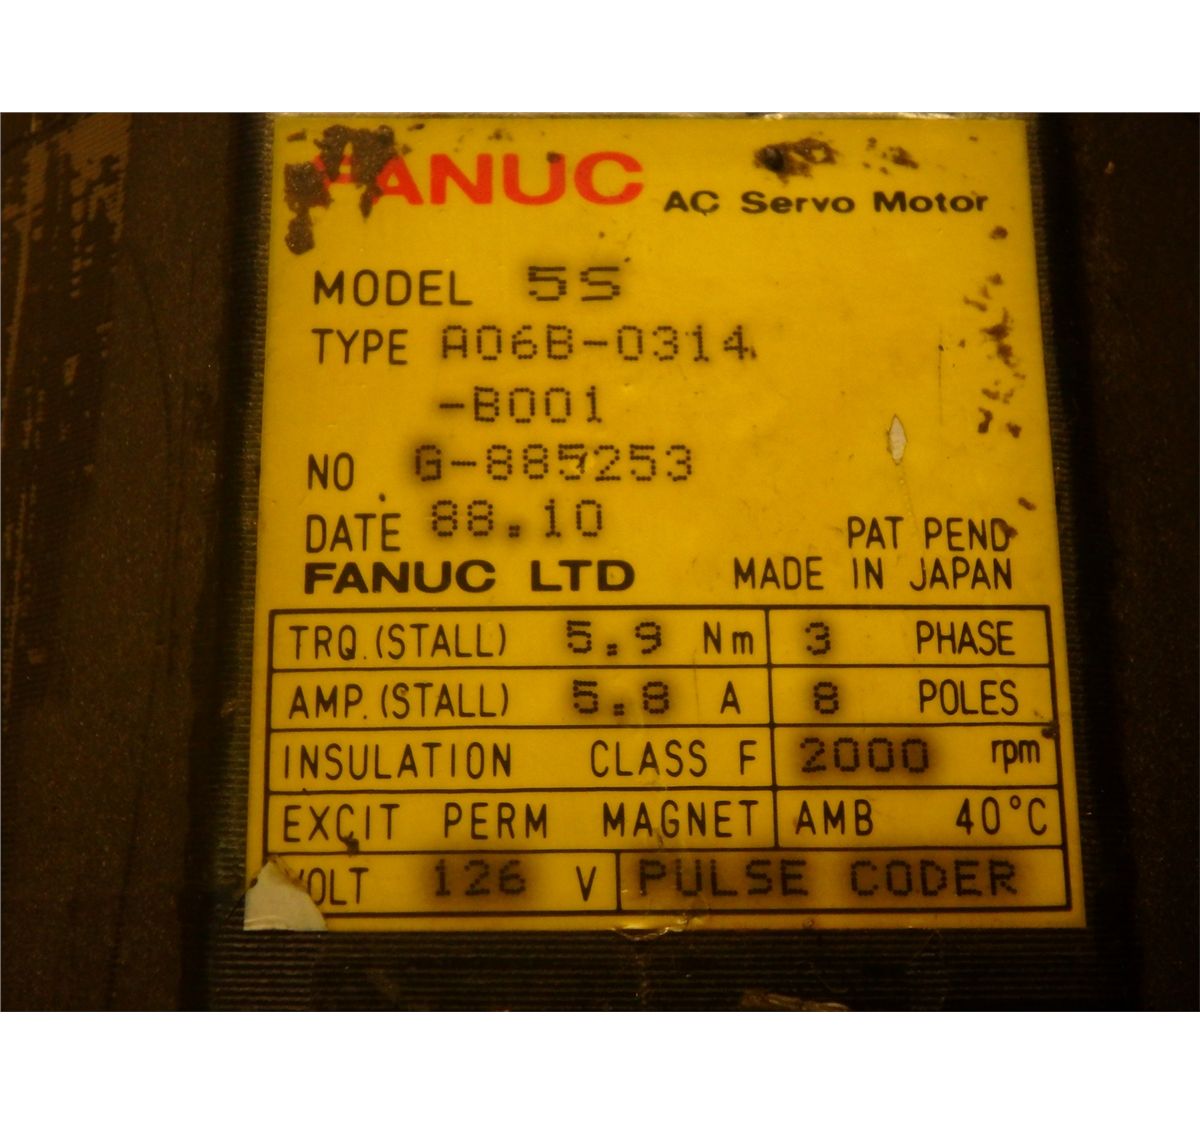 FANUC AC Servo Motor
MODEL 5S
TYPE A06B-0314
-B001
NO G-885253
DATE 88.10
PAT PEND
FANUC LTD MADE IN JAPAN
TRQ.(STALL) 5.9 Nm 3 PHASE
AMP.(STALL) 5.8 A 8 POLES
INSULATION CLASS F 2000 rpm
EXCIT PERM MAGNET AMB 40°C
VOLT 126 V PULSE CODER